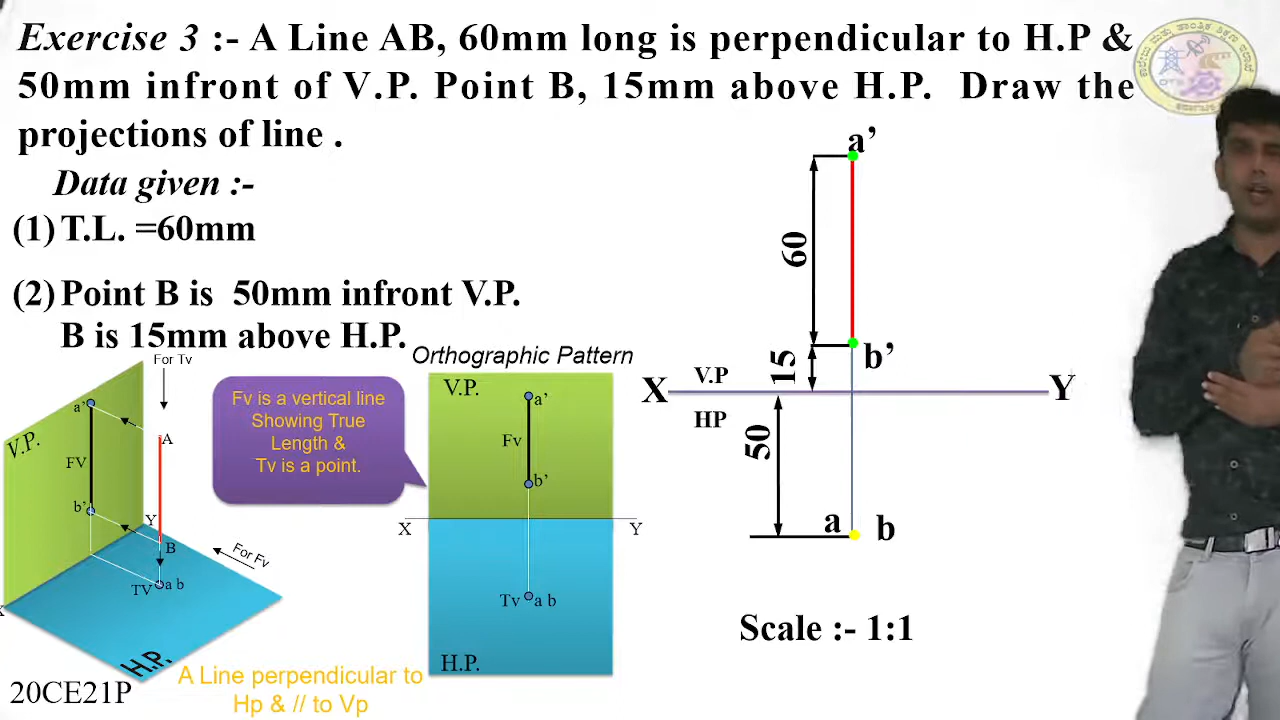 Exercise 3 :- A Line AB, 60mm long is perpendicular to H.P &
50mm infront of V.P. Point B, 15mm above H.P. Draw the
projections of line .
Data given :-
(1) T.L. =60mm
(2) Point B is 50mm infront V.P.
B is 15mm above H.P.
For Tv
a'
V.P.
A
FV
b'
Y
B
For Fv
TV
a b
X
H.P.
Fv is a vertical line
Showing True
Length &
Tv is a point.
A Line perpendicular to
Hp & // to Vp
20CE21P
Orthographic Pattern
V.P.
a'
Fv
b'
X
Y
Tv
a b
H.P.
a’
60
b’
15
X
V.P
Y
HP
50
a
b
Scale :- 1:1